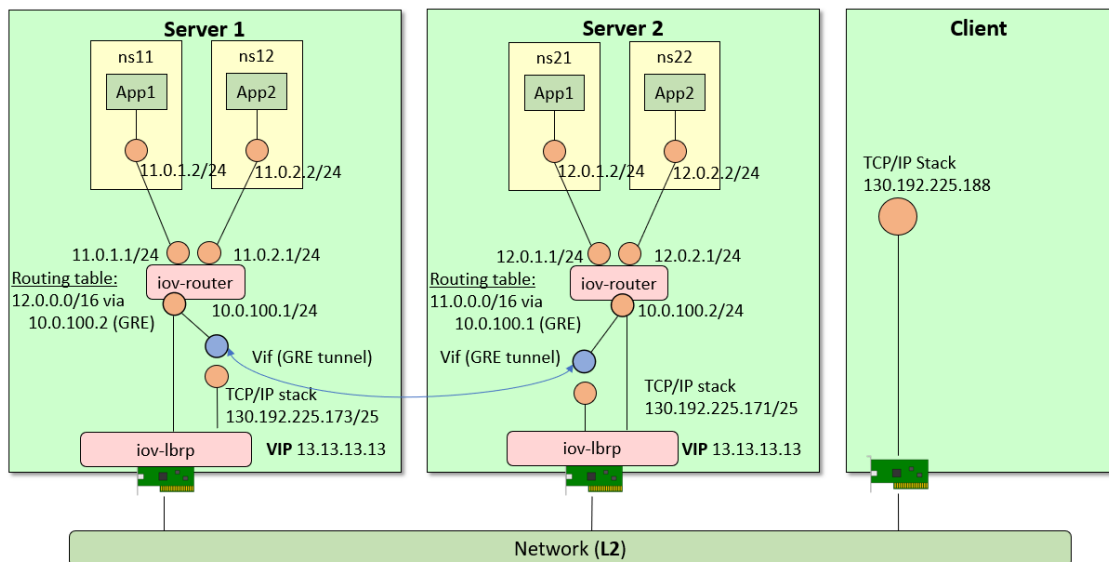 Server 1
ns11
ns12
App1
App2
11.0.1.2/24
11.0.2.2/24
11.0.1.1/24
11.0.2.1/24
iov-router
Routing table:
12.0.0.0/16 via
10.0.100.2 (GRE)
10.0.100.1/24
Vif (GRE tunnel)
TCP/IP stack
130.192.225.173/25
iov-lbrp
VIP 13.13.13.13
Server 2
ns21
ns22
App1
App2
12.0.1.2/24
12.0.2.2/24
12.0.1.1/24
12.0.2.1/24
iov-router
Routing table:
11.0.0.0/16 via
10.0.100.1 (GRE)
10.0.100.2/24
Vif (GRE tunnel)
TCP/IP stack
130.192.225.171/25
iov-lbrp
VIP 13.13.13.13
Client
TCP/IP Stack
130.192.225.188
Network (L2)